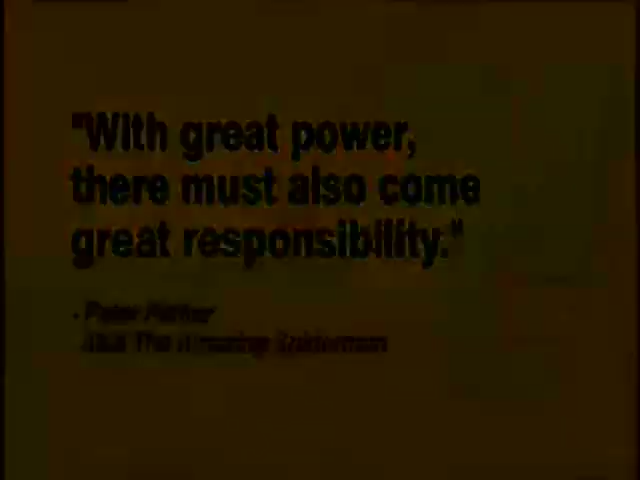 "With great power,
there must also come
great responsibility."
- Peter Parker
AKA The Amazing Spiderman